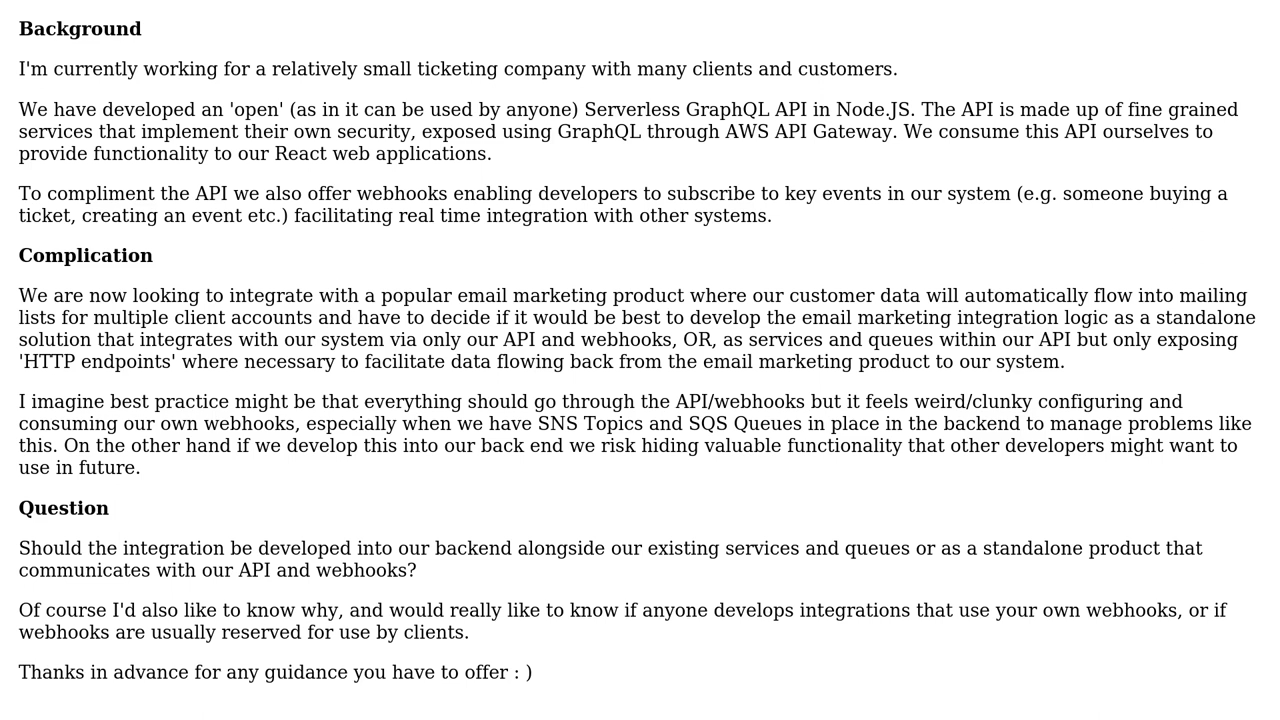 Background
I'm currently working for a relatively small ticketing company with many clients and customers.
We have developed an 'open' (as in it can be used by anyone) Serverless GraphQL API in Node.JS. The API is made up of fine grained
services that implement their own security, exposed using GraphQL through AWS API Gateway. We consume this API ourselves to
provide functionality to our React web applications.
To compliment the API we also offer webhooks enabling developers to subscribe to key events in our system (e.g. someone buying a
ticket, creating an event etc.) facilitating real time integration with other systems.
Complication
We are now looking to integrate with a popular email marketing product where our customer data will automatically flow into mailing
lists for multiple client accounts and have to decide if it would be best to develop the email marketing integration logic as a standalone
solution that integrates with our system via only our API and webhooks, OR, as services and queues within our API but only exposing
'HTTP endpoints' where necessary to facilitate data flowing back from the email marketing product to our system.
I imagine best practice might be that everything should go through the API/webhooks but it feels weird/clunky configuring and
consuming our own webhooks, especially when we have SNS Topics and SQS Queues in place in the backend to manage problems like
this. On the other hand if we develop this into our back end we risk hiding valuable functionality that other developers might want to
use in future.
Question
Should the integration be developed into our backend alongside our existing services and queues or as a standalone product that
communicates with our API and webhooks?
Of course I'd also like to know why, and would really like to know if anyone develops integrations that use your own webhooks, or if
webhooks are usually reserved for use by clients.
Thanks in advance for any guidance you have to offer : )